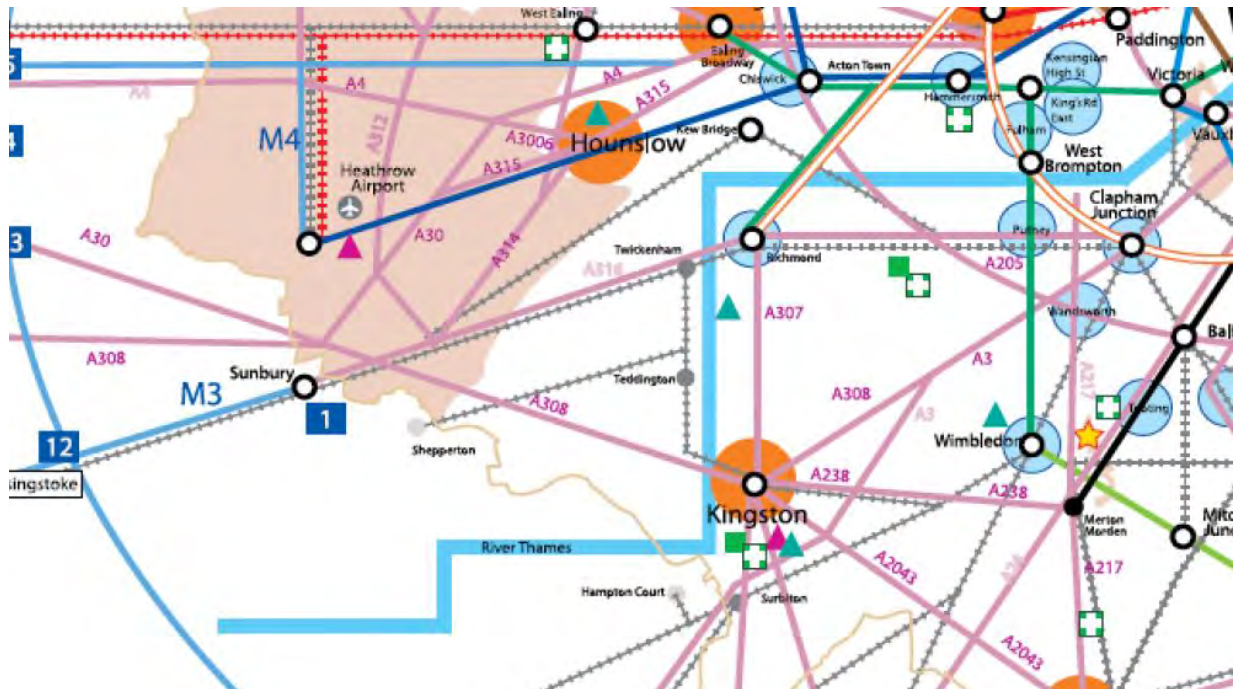 West Ealing
Ealing
Broadway
Chiswick
Acton Town
Hammersmith
Kensington
High St
King's Rd
East
Paddington
Victoria
Fulham
West
Brompton
Clapham
Junction
A4
A4
A4
A315
A312
A3006
M4
Hounslow
Kew Bridge
A315
Heathrow
Airport
A30
A30
A314
A316
Twickenham
Richmond
Putney
A205
3
A308
A307
Wandsworth
Sunbury
M3
1
A308
Teddington
A3
A308
A3
A217
Tooting
12
singstoke
Shepperton
Wimbledon
A238
A238
Kingston
Merton
Morden
River Thames
A2043
A24
A217
Hampton Court
Surbiton
A2043